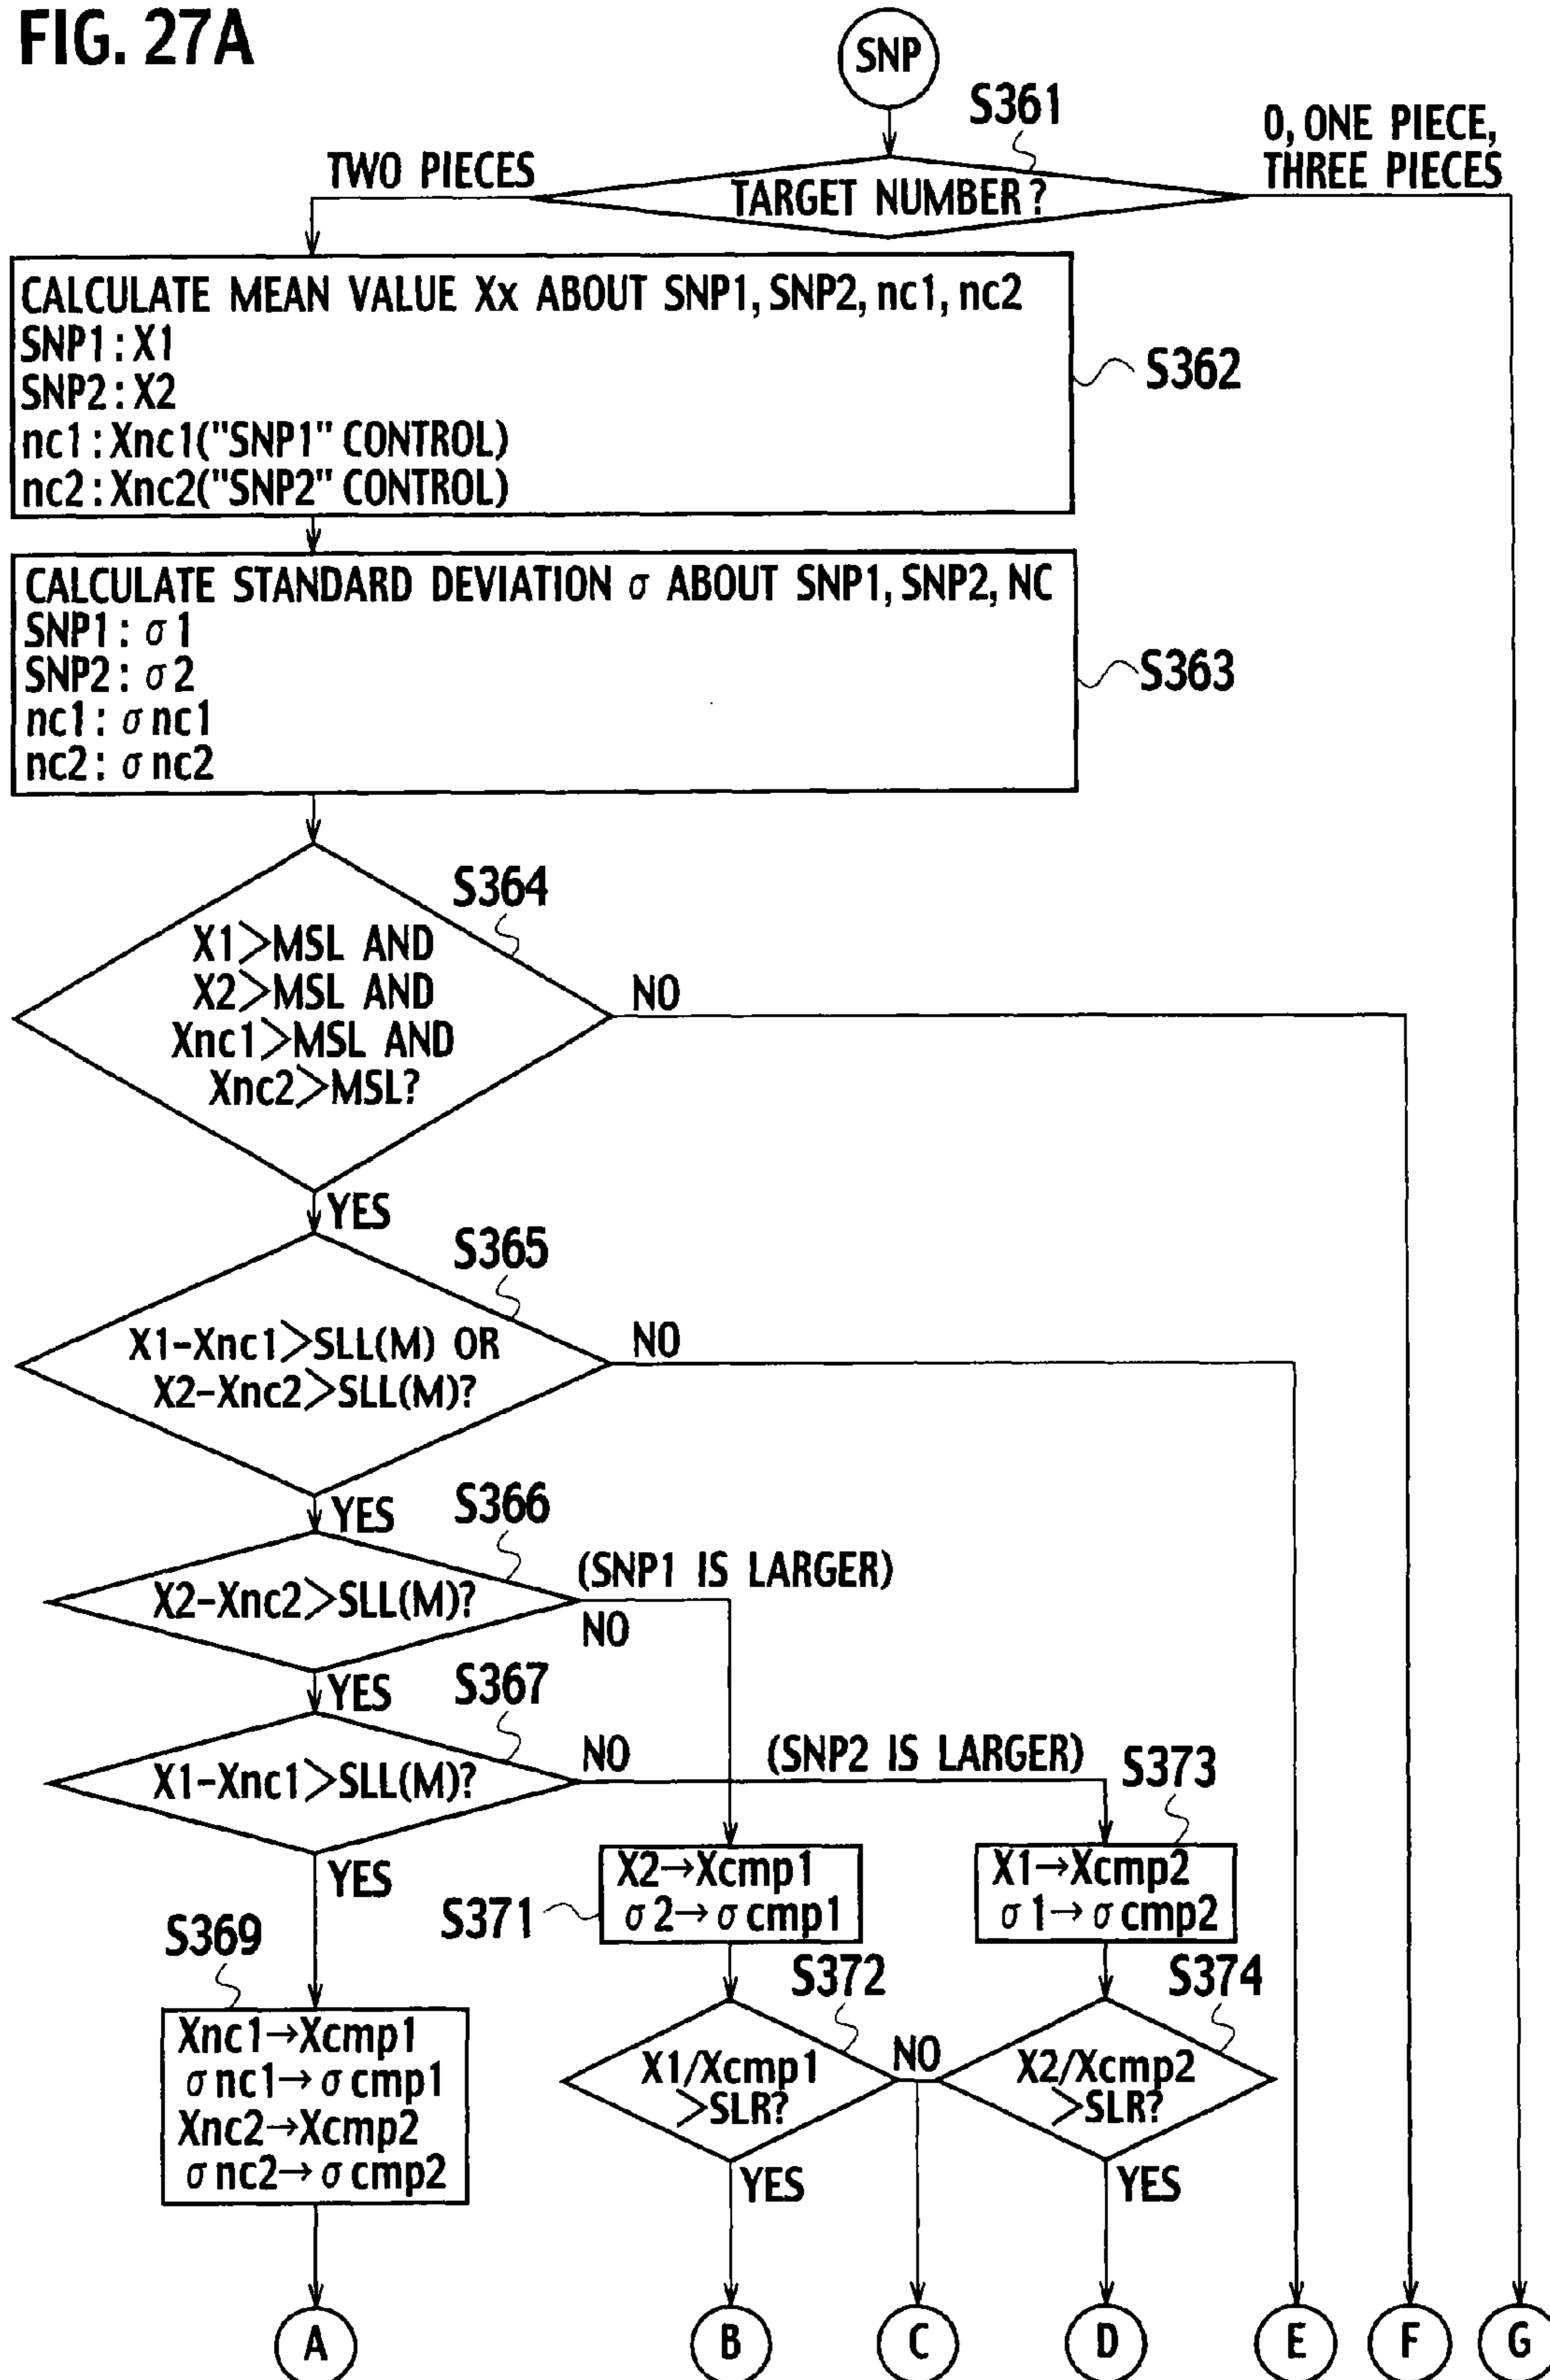 FIG. 27A
SNP
S361
TWO PIECES
TARGET NUMBER?
0, ONE PIECE,
THREE PIECES
CALCULATE MEAN VALUE Xx ABOUT SNP1, SNP2, nc1, nc2
SNP1:X1
SNP2:X2
nc1:Xnc1("SNP1" CONTROL)
nc2:Xnc2("SNP2" CONTROL)
S362
CALCULATE STANDARD DEVIATION σ ABOUT SNP1, SNP2, NC
SNP1: σ1
SNP2: σ2
nc1: σ nc1
nc2: σ nc2
S363
S364
X1>MSL AND
X2>MSL AND
Xnc1>MSL AND
Xnc2>MSL?
NO
YES
S365
X1-Xnc1>SLL(M) OR
X2-Xnc2>SLL(M)?
NO
YES
S366
X2-Xnc2>SLL(M)?
(SNP1 IS LARGER)
NO
YES
S367
X1-Xnc1>SLL(M)?
NO
(SNP2 IS LARGER)
YES
S373
X2→Xcmp1
σ2→σcmp1
S371
X1→Xcmp2
σ1→σcmp2
S369
Xnc1→Xcmp1
σnc1→σcmp1
Xnc2→Xcmp2
σnc2→σcmp2
S372
X1/Xcmp1
>SLR?
NO
S374
X2/Xcmp2
>SLR?
YES
YES
A
B
C
D
E
F
G